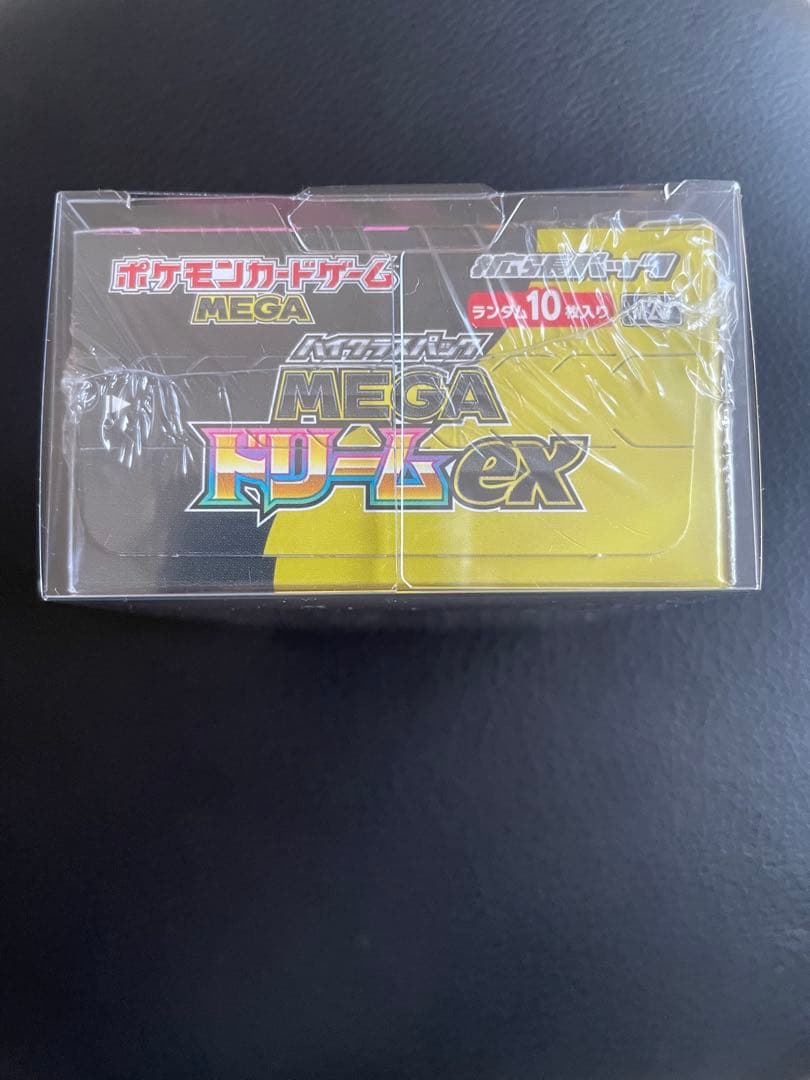 ポケモンカードゲーム
MEGA
拡張パック
ランダム10枚入り
ハイクラスパック
MEGA
ドリームex